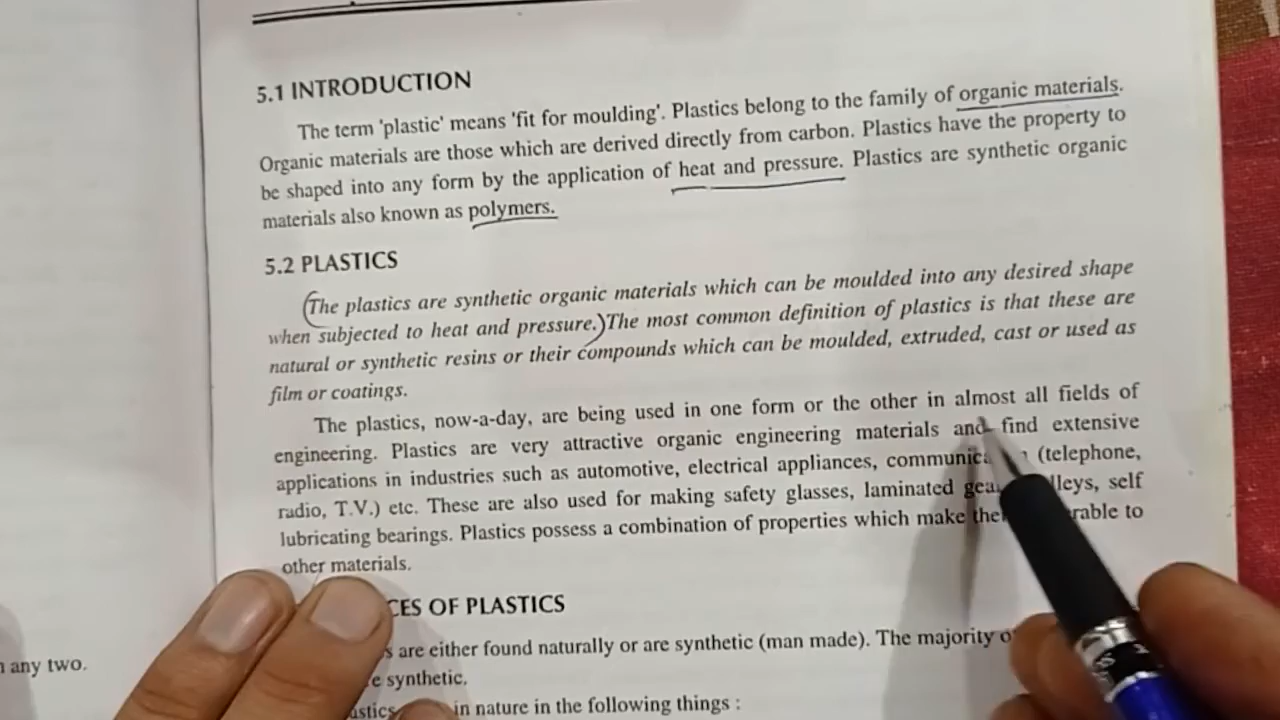 5.1 INTRODUCTION
The term 'plastic' means 'fit for moulding'. Plastics belong to the family of organic materials.
Organic materials are those which are derived directly from carbon. Plastics have the property to
be shaped into any form by the application of heat and pressure. Plastics are synthetic organic
materials also known as polymers.
5.2 PLASTICS
(The plastics are synthetic organic materials which can be moulded into any desired shape
when subjected to heat and pressure.) The most common definition of plastics is that these are
natural or synthetic resins or their compounds which can be moulded, extruded, cast or used as
film or coatings.
The plastics, now-a-day, are being used in one form or the other in almost all fields of
engineering. Plastics are very attractive organic engineering materials and find extensive
applications in industries such as automotive, electrical appliances, (telephone,
radio, T.V.) etc. These are also used for making safety glasses, laminated self
lubricating bearings. Plastics possess a combination of properties which make to
other materials.
OF PLASTICS
are either found naturally or are synthetic (man made). The majority
synthetic.
in nature in the following things :
any two.